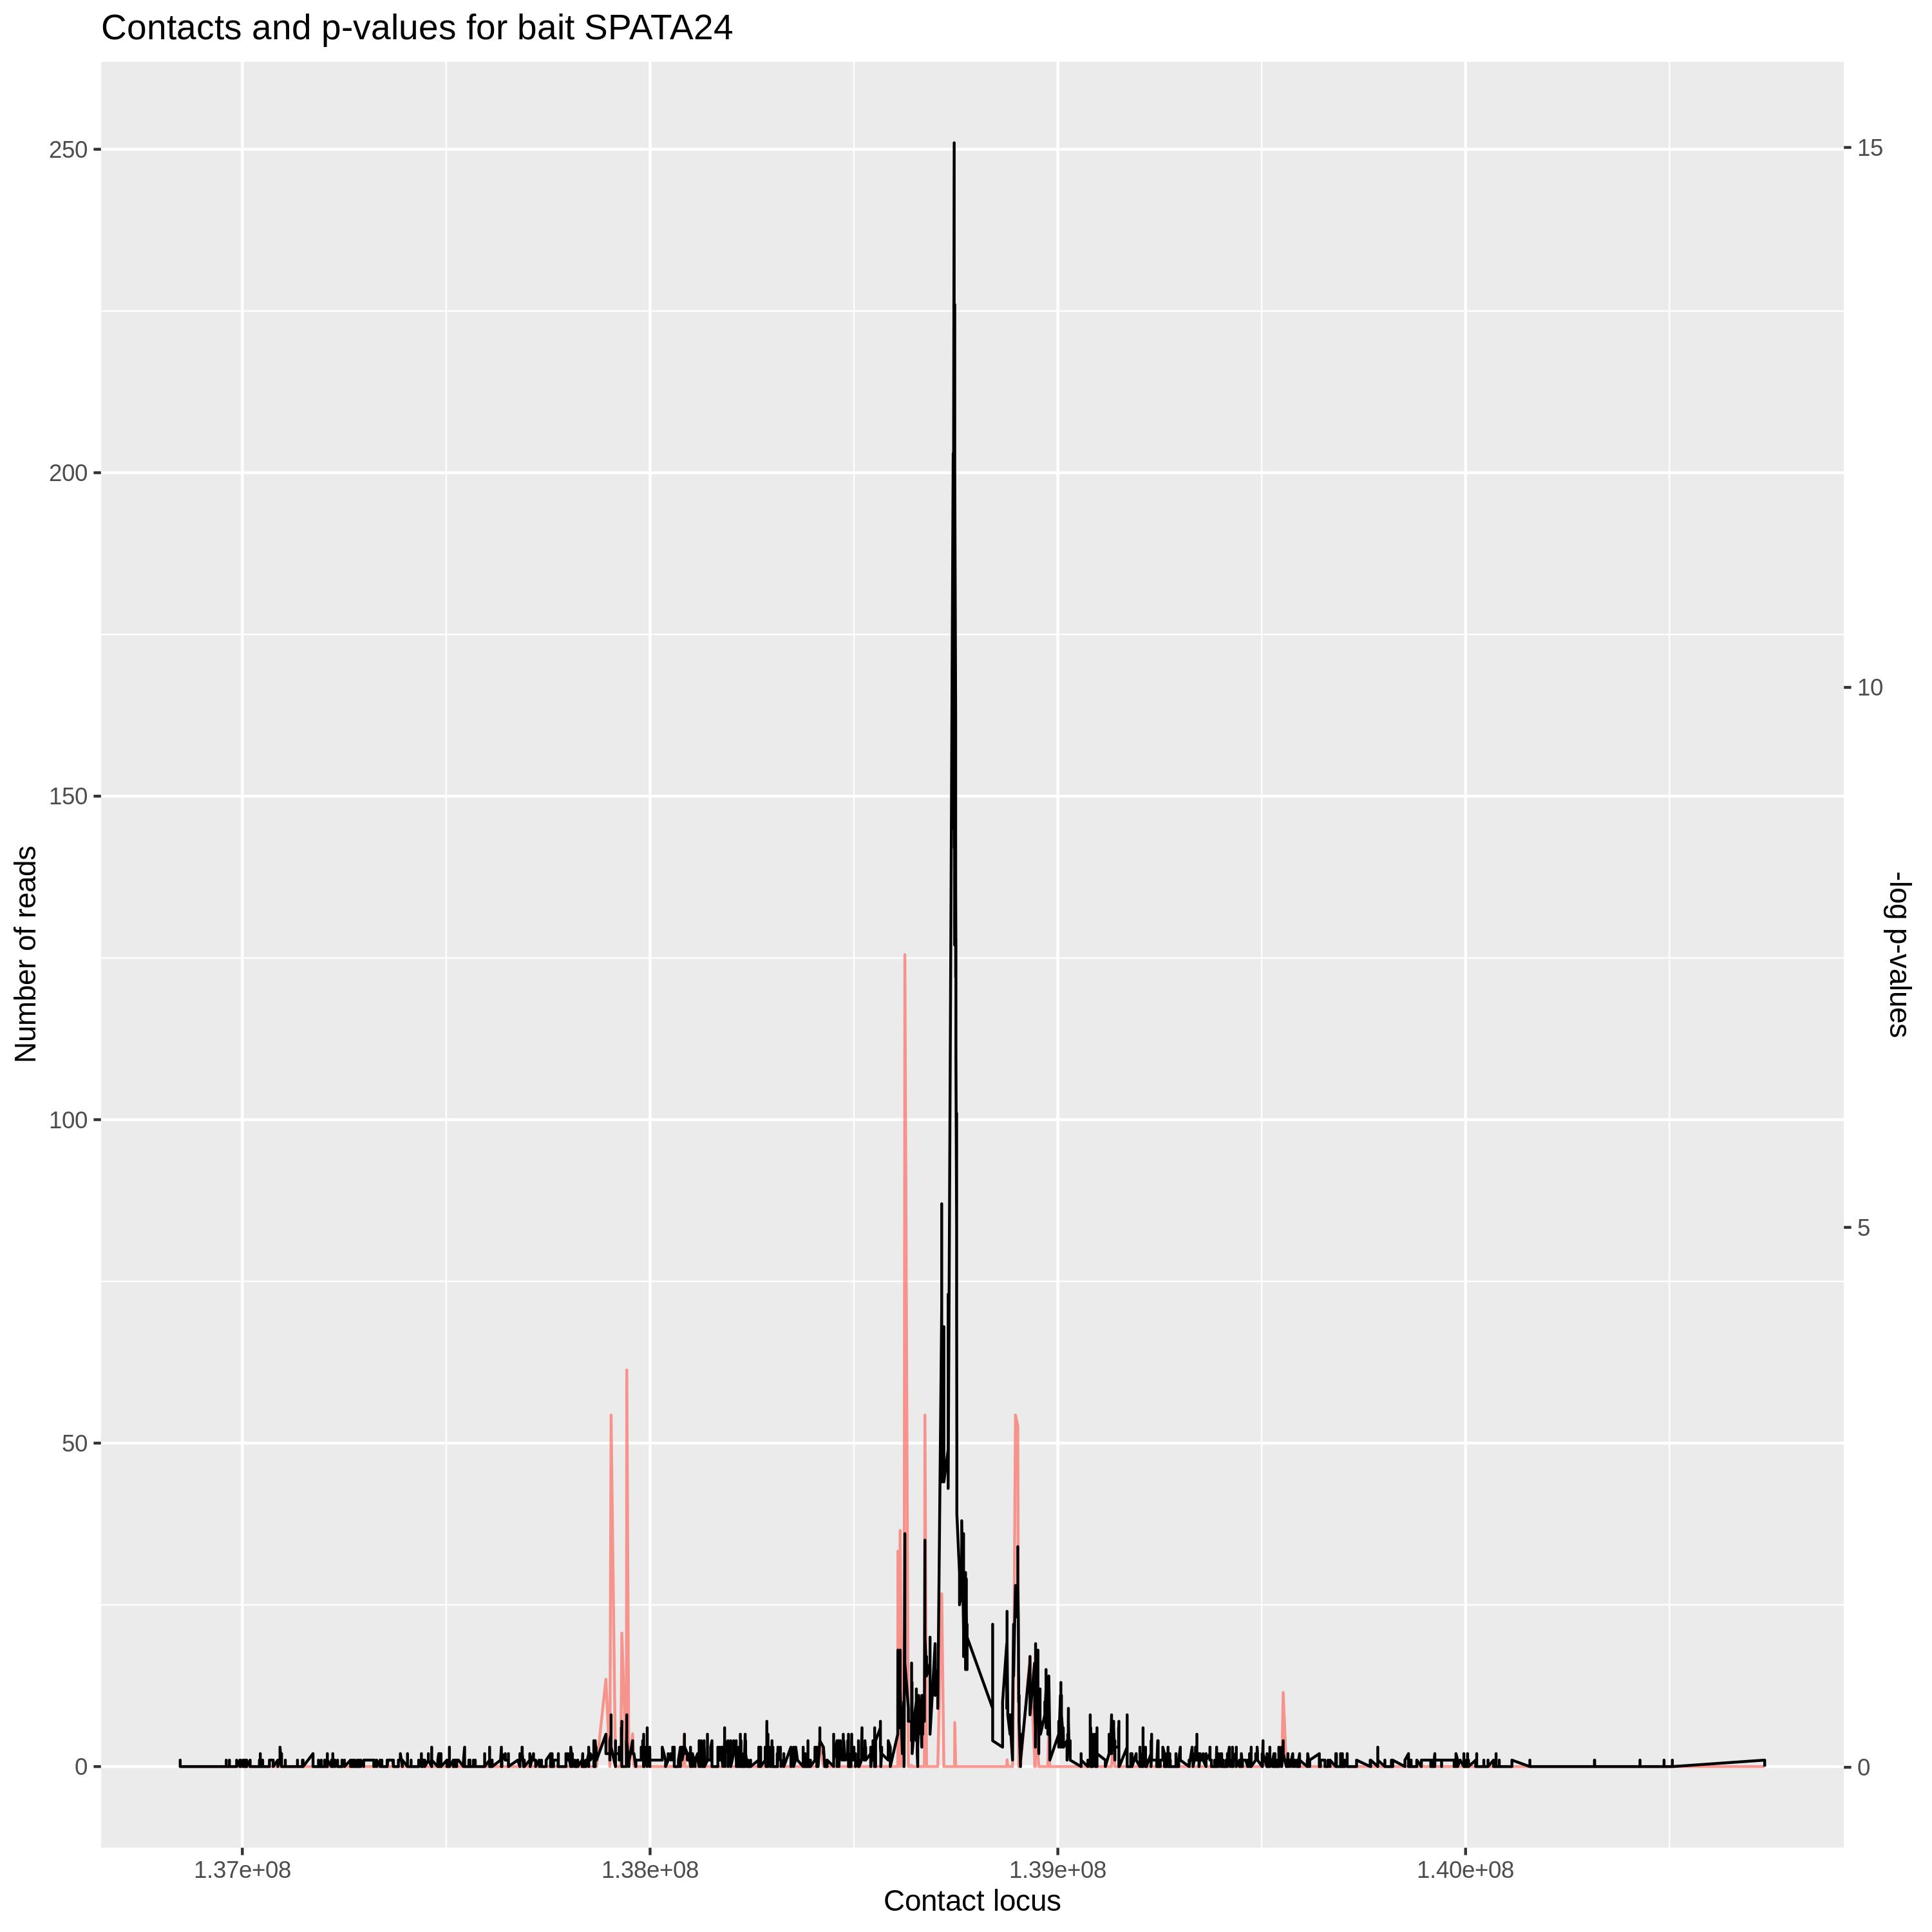 Contacts and p-values for bait SPATA24
250
200
150
100
50
0
Number of reads
15
10
5
0
-log p-values
1.37e+08
1.38e+08
1.39e+08
1.40e+08
Contact locus